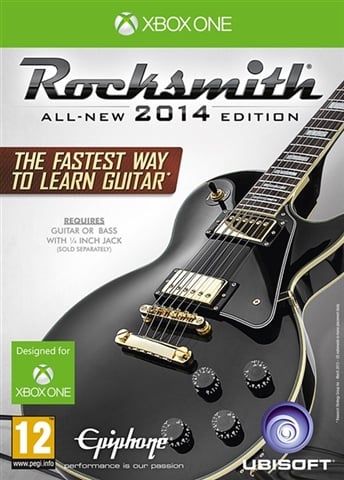 XBOX ONE
Rocksmith
ALL-NEW 2014 EDITION
THE FASTEST WAY
TO LEARN GUITAR*
REQUIRES
GUITAR OR BASS
WITH ¼ INCH JACK
(SOLD SEPARATELY)
Designed for
XBOX ONE
12
www.pegi.info
Epiphone
performance is our passion
UBISOFT